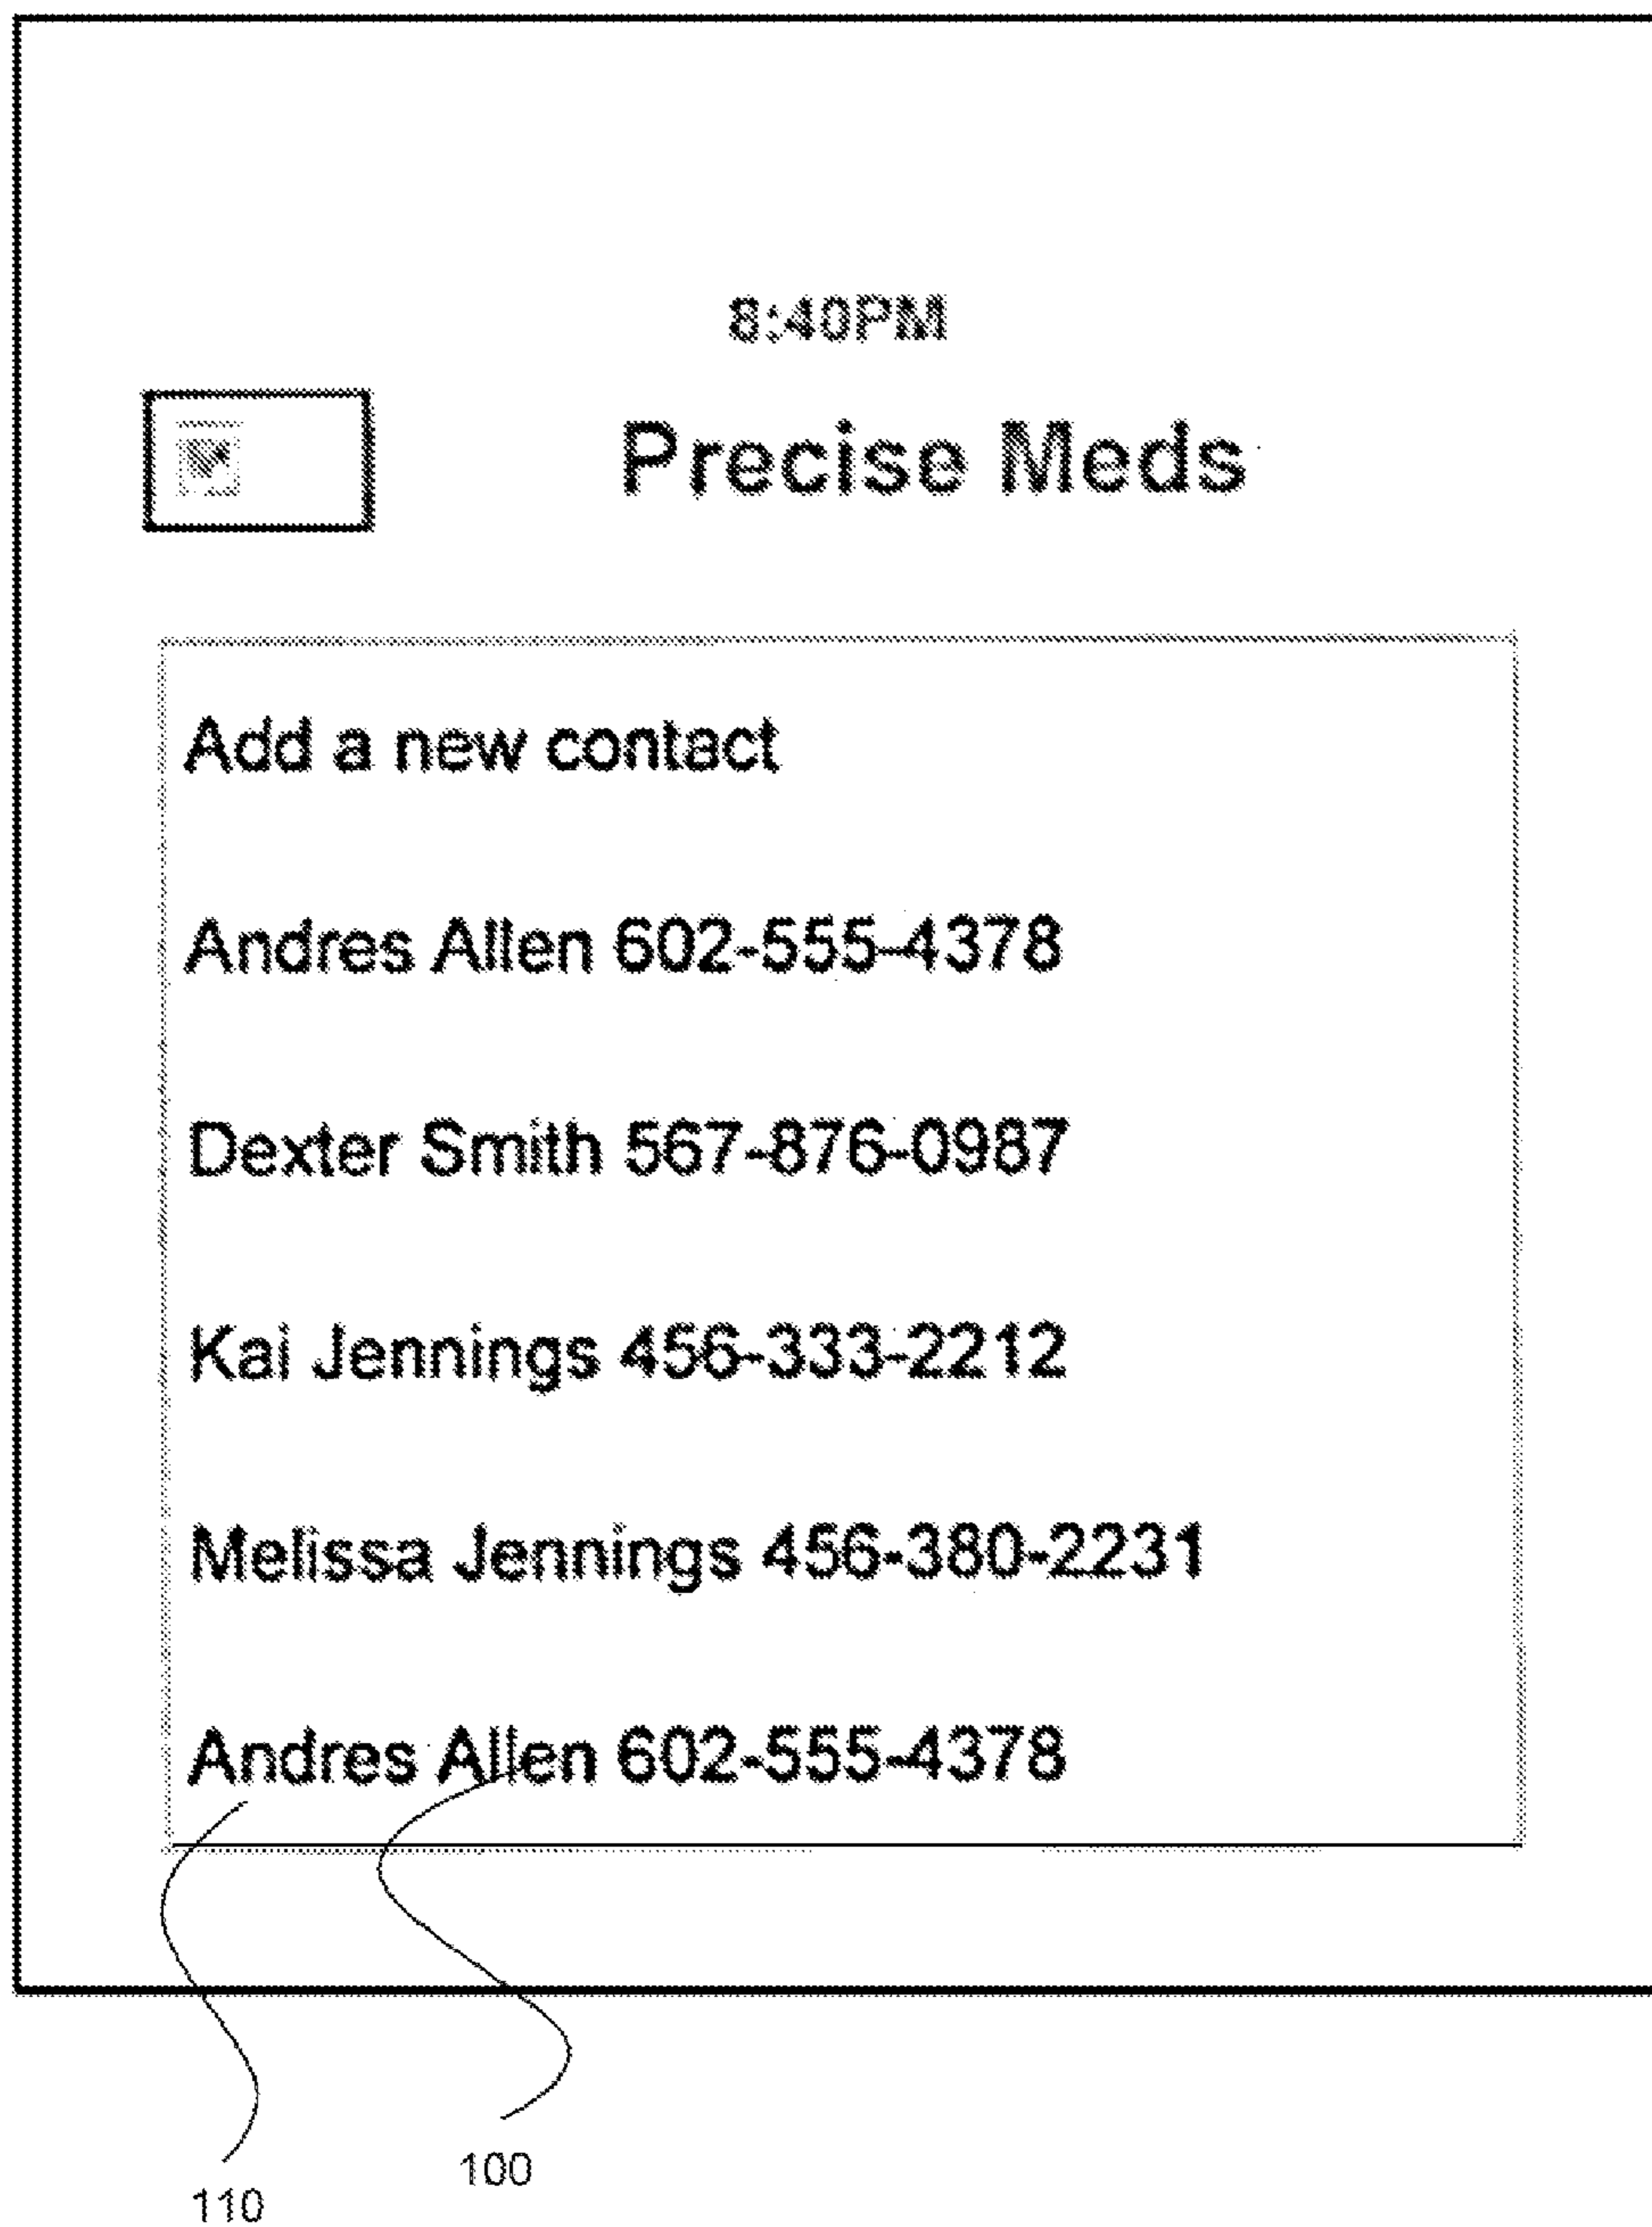 8:40PM
Precise Meds
Add a new contact
Andres Allen 602-555-4378
Dexter Smith 567-876-0987
Kai Jennings 456-333-2212
Melissa Jennings 456-380-2231
Andres Allen 602-555-4378
100
110